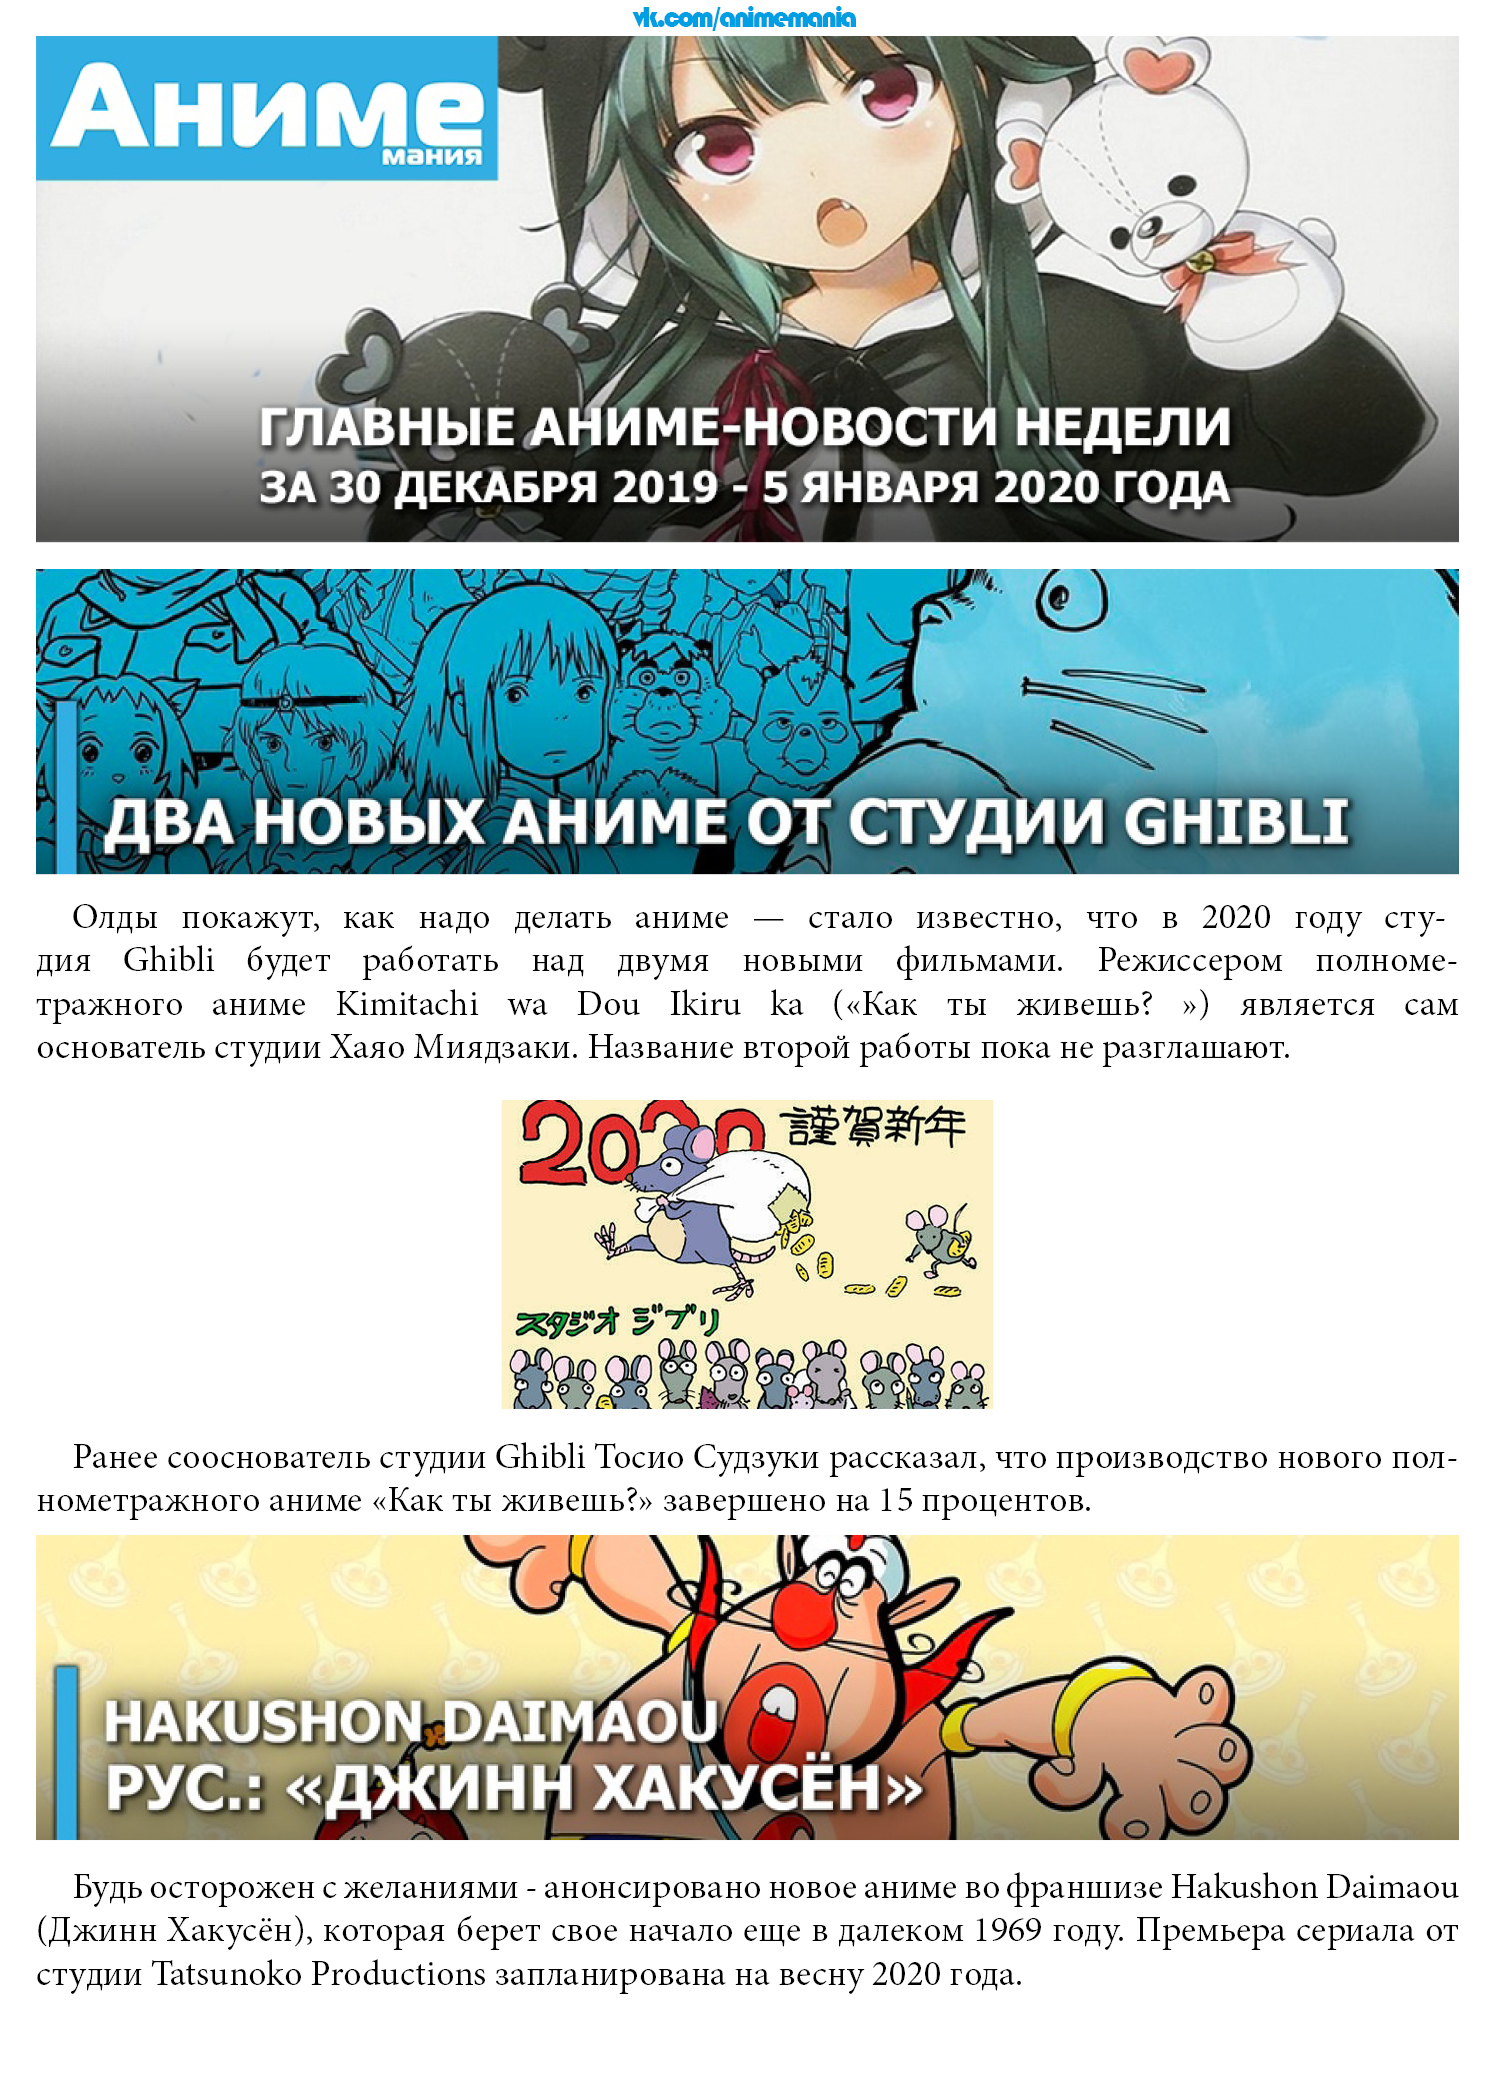 vk.com/animemania
Аниме
мания
ГЛАВНЫЕ АНИМЕ-НОВОСТИ НЕДЕЛИ
ЗА 30 ДЕКАБРЯ 2019 - 5 ЯНВАРЯ 2020 ГОДА
ДВА НОВЫХ АНИМЕ ОТ СТУДИИ GHIBLI
Олды покажут, как надо делать аниме — стало известно, что в 2020 году сту-
дия Ghibli будет работать над двумя новыми фильмами. Режиссером полноме-
тражного аниме Kimitachi wa Dou Ikiru ka («Как ты живешь? ») является сам
основатель студии Хаяо Миядзаки. Название второй работы пока не разглашают.
2020 謹賀新年
スタジオ ジブリ
Ранее сооснователь студии Ghibli Тосио Судзуки рассказал, что производство нового пол-
нометражного аниме «Как ты живешь?» завершено на 15 процентов.
HAKUSHON DAIMAOU
РУС.: «ДЖИНН ХАКУСЁН»
Будь осторожен с желаниями - анонсировано новое аниме во франшизе Hakushon Daimaou
(Джинн Хакусён), которая берет свое начало еще в далеком 1969 году. Премьера сериала от
студии Tatsunoko Productions запланирована на весну 2020 года.